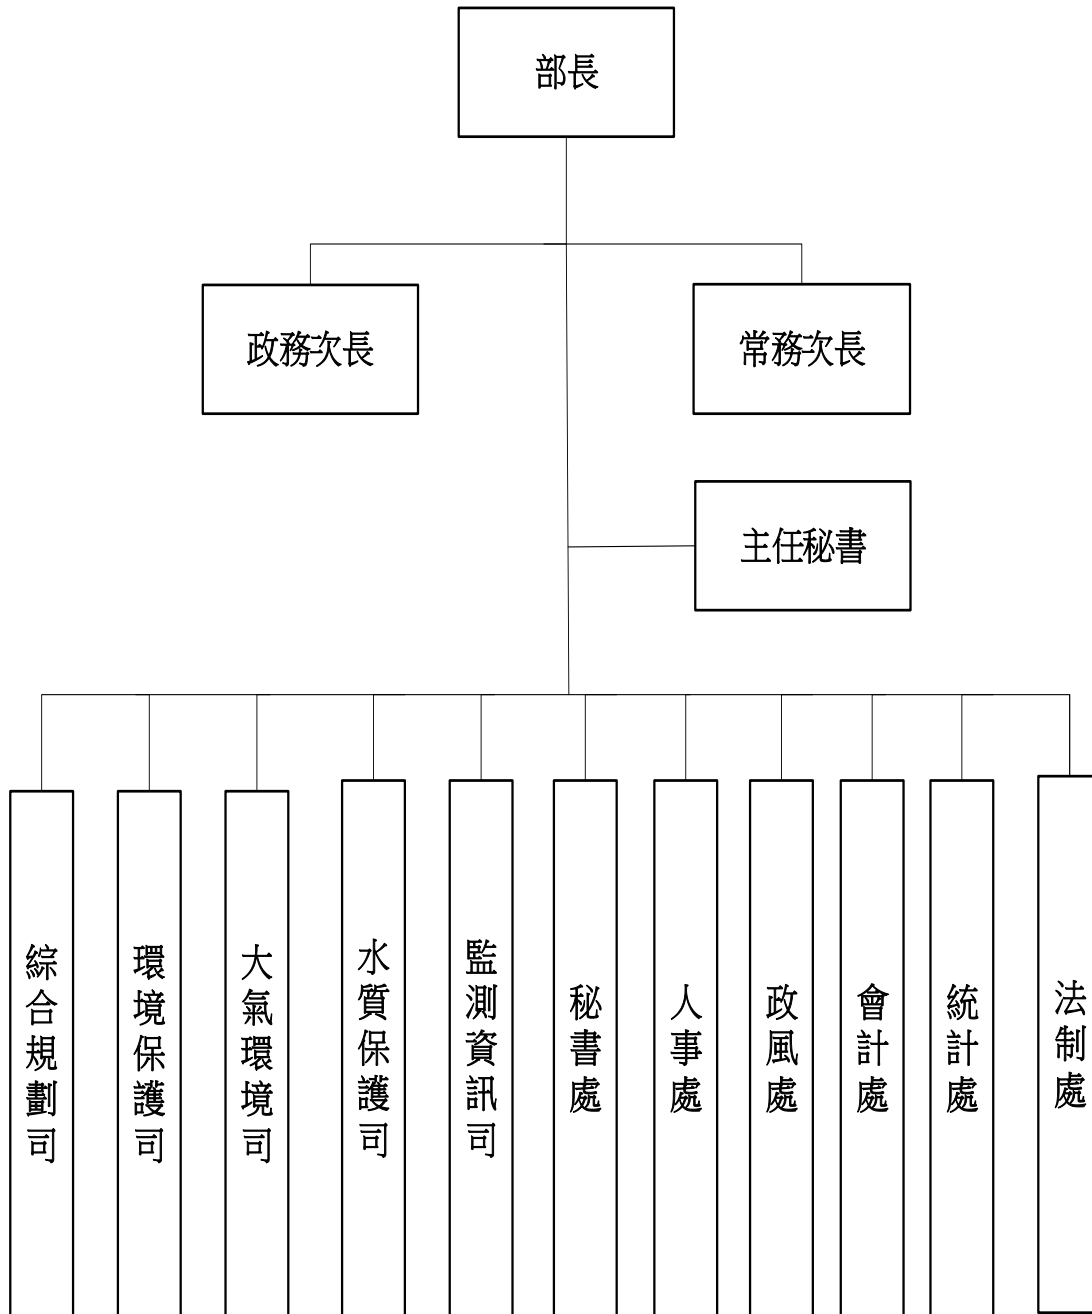 部長
政務次長
常務次長
主任秘書
綜合規劃司
環境保護司
大氣環境司
水質保護司
監測資訊司
秘書處
人事處
政風處
會計處
統計處
法制處